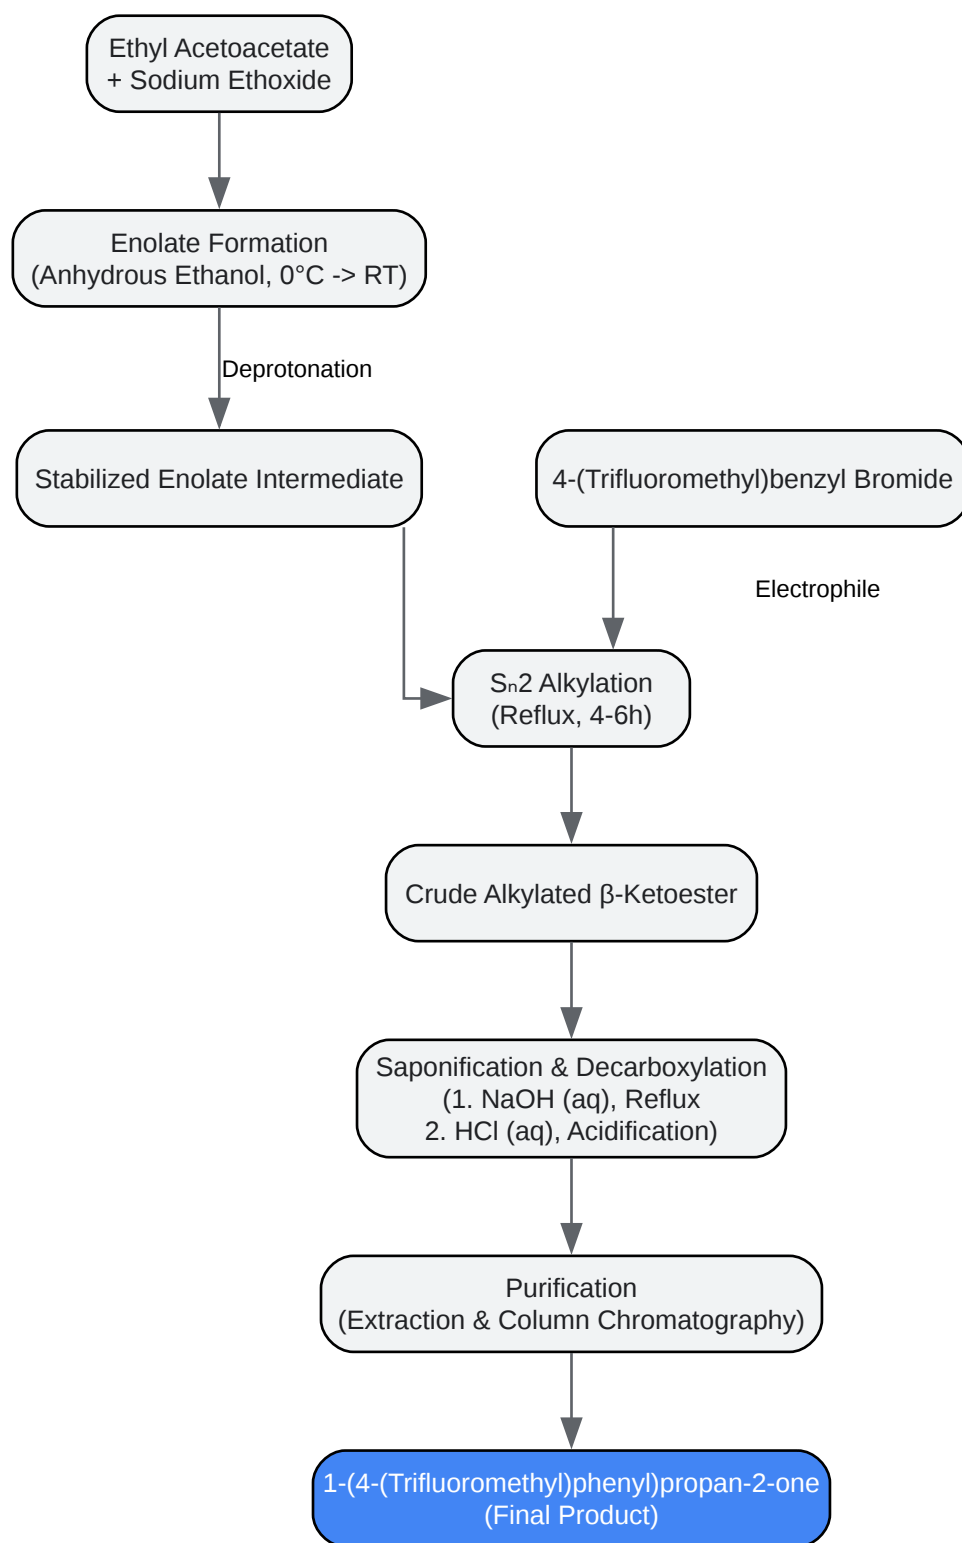 Ethyl Acetoacetate
+ Sodium Ethoxide
Enolate Formation
(Anhydrous Ethanol, 0°C -> RT)
Deprotonation
Stabilized Enolate Intermediate
4-(Trifluoromethyl)benzyl Bromide
Electrophile
Sₙ2 Alkylation
(Reflux, 4-6h)
Crude Alkylated β-Ketoester
Saponification & Decarboxylation
(1. NaOH (aq), Reflux
2. HCl (aq), Acidification)
Purification
(Extraction & Column Chromatography)
1-(4-(Trifluoromethyl)phenyl)propan-2-one
(Final Product)